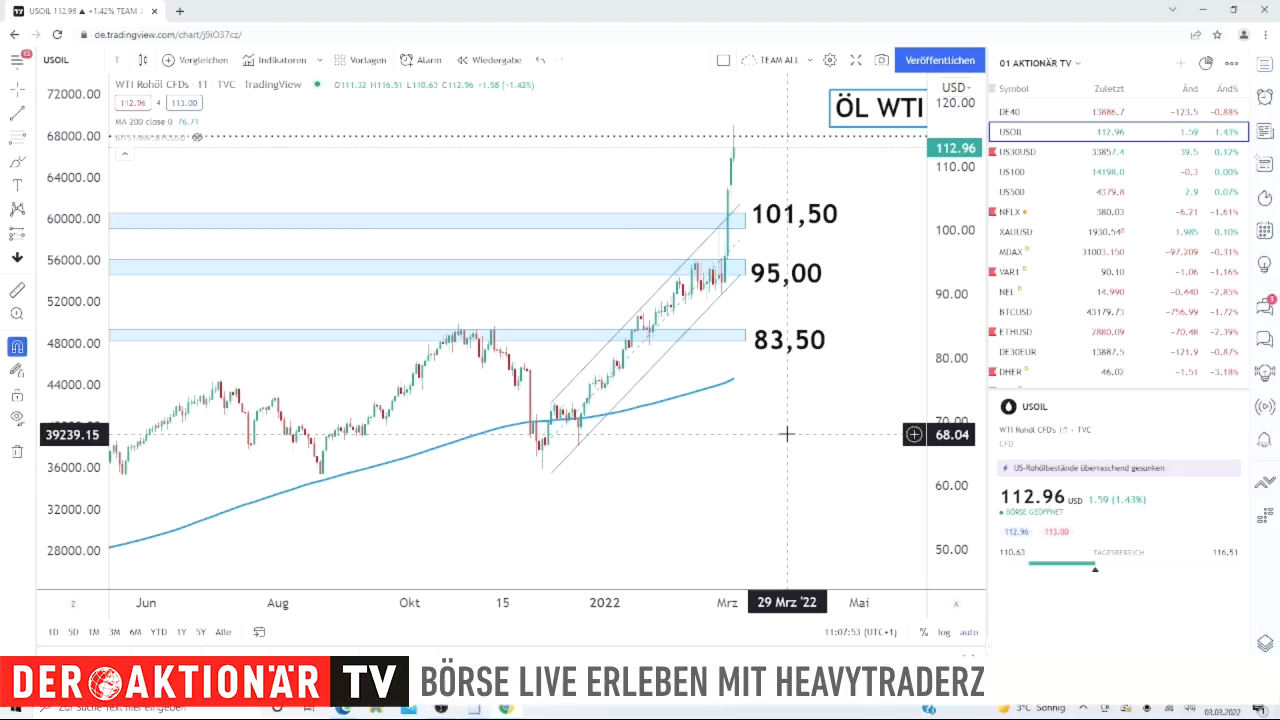 USOIL 112.96 ▲ +1.42% TEAM
de.tradingview.com/chart/j9iO37cz/
USOIL
T
Vergleichen
Indikatoren
Vorlagen
Alarm
Wiedergabe
TEAM ALL
Veröffentlichen
WTI Rohöl CFDs · 1T · TVC TradingView O111.32 H116.51 L110.63 C112.96 +1.58 (+1.42%)
112.96 4 113.00
MA 200 close 0 76.71
USD
ÖL WTI
72000.00
68000.00
64000.00
60000.00
56000.00
52000.00
48000.00
44000.00
39239.15
36000.00
32000.00
28000.00
101,50
95,00
83,50
120.00
112.96
110.00
100.00
90.00
80.00
70.00
68.04
60.00
50.00
z Jun Aug Okt 15 2022 Mrz 29 Mrz '22 Mai A
1D 5D 1M 3M 6M YTD 1Y 5Y Alle
11:07:53 (UTC+1) % log auto
01 AKTIONÄR TV
Symbol Zuletzt Änd Änd%
DE40 13886.7 −123.5 −0.88%
USOIL 112.96 1.59 1.43%
US30USD 33857.4 39.5 0.12%
US100 14198.0 −0.3 0.00%
US500 4379.8 2.9 0.07%
NFLX 380.03 −6.21 −1.61%
XAUUSD 1930.54⁰ 1.985 0.10%
MDAX D 31003.150 −97.209 −0.31%
VAR1 D 90.10 −1.06 −1.16%
NEL D 14.990 −0.440 −2.85%
BTCUSD 43179.73 −756.99 −1.72%
ETHUSD 2880.09 −70.48 −2.39%
DE30EUR 13887.5 −121.9 −0.87%
DHER D 46.02 −1.51 −3.18%
USOIL
WTI Rohöl CFD's · TVC
CFD
US-Rohölbestände überraschend gesunken
112.96 USD 1.59 (1.43%)
BÖRSE GEÖFFNET
112.96 113.00
110.63 TAGESBEREICH 116.51
DER AKTIONÄR TV
BÖRSE LIVE ERLEBEN MIT HEAVYTRADERZ
3°C Sonnig
03.03.2022